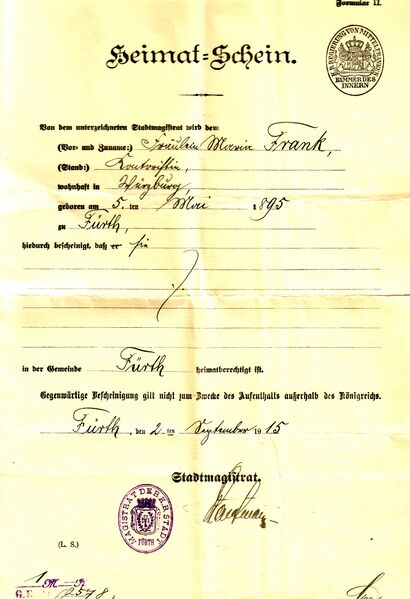 Formular II.
K. B. REGIERUNG VON MITTELFRANKEN
KAMMER DES
INNERN
Heimat=Schein.
Von dem unterzeichneten Stadtmagistrat wird dem
(Vor- und Zuname:) Fräulein Maria Frank,
(Stand:) Kontoristin,
wohnhaft in Würzburg,
geboren am 5. ten Mai 1895
zu Fürth,
hiedurch bescheinigt, daß er sie
in der Gemeinde Fürth heimatberechtigt ist.
Gegenwärtige Bescheinigung gilt nicht zum Zwecke des Aufenthalts außerhalb des Königreichs.
Fürth, den 2. ten September 1915
Stadtmagistrat.
MAGISTRAT DER K.B. STADT
FÜRTH
(L. S.)